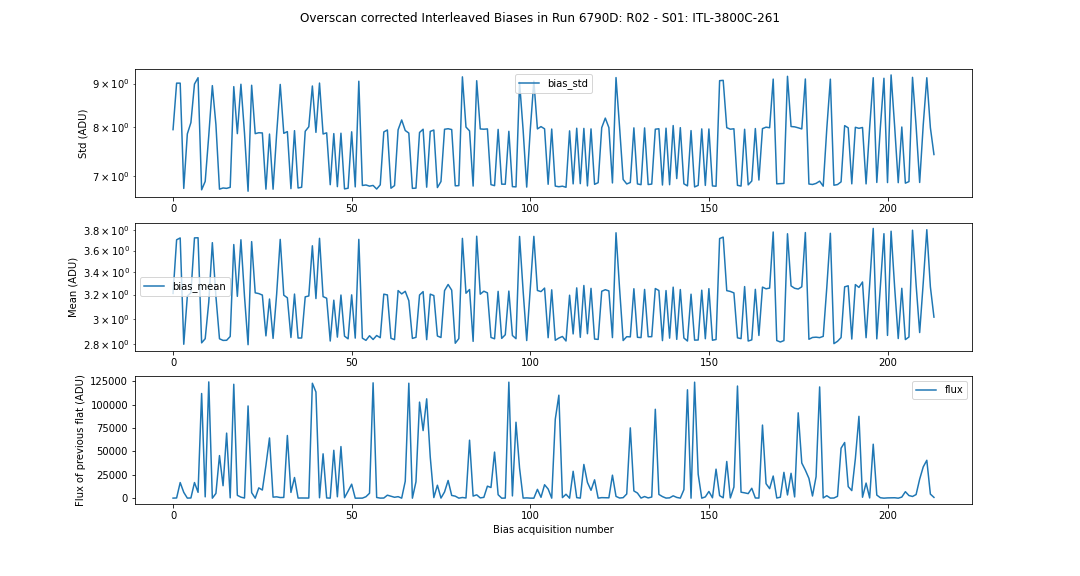 Overscan corrected Interleaved Biases in Run 6790D: R02 - S01: ITL-3800C-261
Std (ADU)
9 × 10⁰
8 × 10⁰
7 × 10⁰
bias_std
0 50 100 150 200
Mean (ADU)
3.8 × 10⁰
3.6 × 10⁰
3.4 × 10⁰
3.2 × 10⁰
3 × 10⁰
2.8 × 10⁰
bias_mean
0 50 100 150 200
Flux of previous flat (ADU)
125000
100000
75000
50000
25000
0
flux
0 50 100 150 200
Bias acquisition number